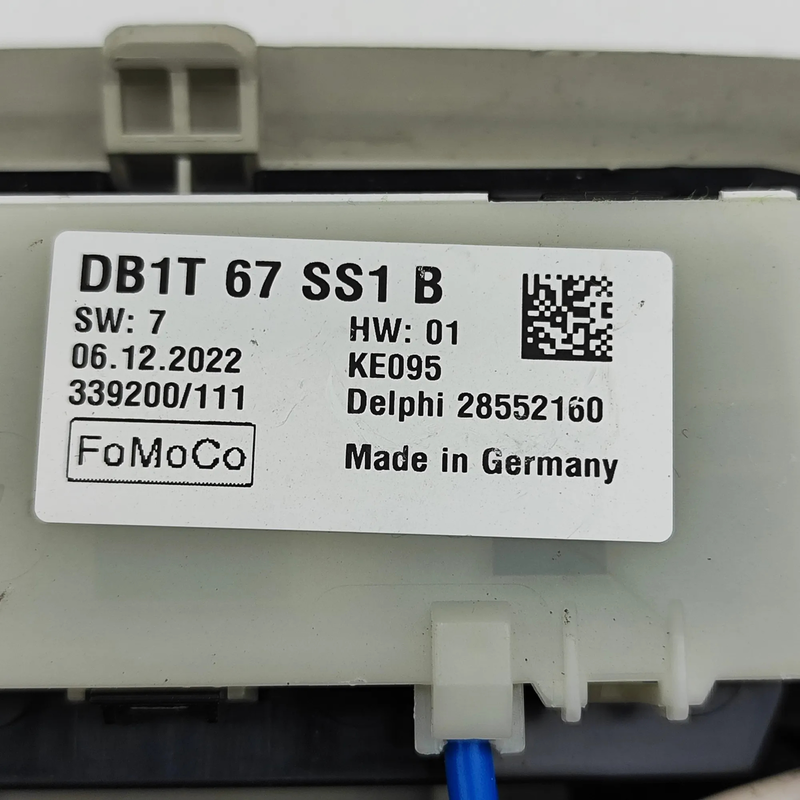 DB1T 67 SS1 B
SW: 7
HW: 01
06.12.2022
KE095
339200/111
Delphi 28552160
FoMoCo
Made in Germany